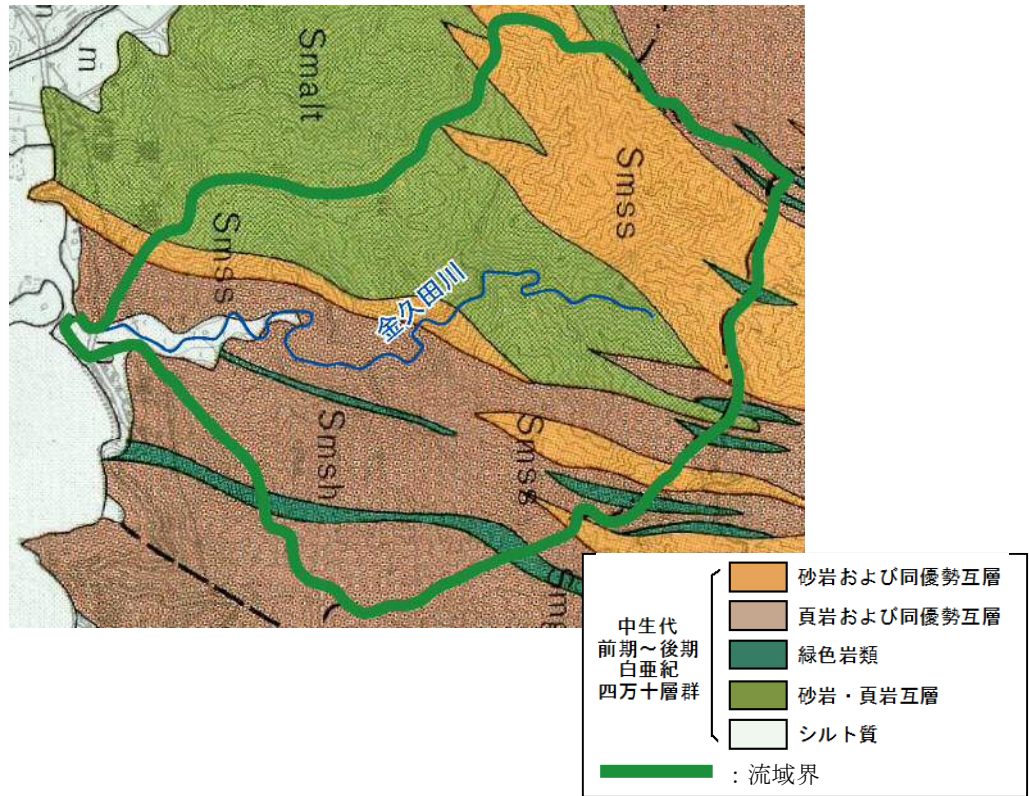 m
Smalt
Smss
Smss
金久田川
Smsh
Smss
中生代
前期～後期
白亜紀
四万十層群
砂岩および同優勢互層
頁岩および同優勢互層
緑色岩類
砂岩・頁岩互層
シルト質
：流域界